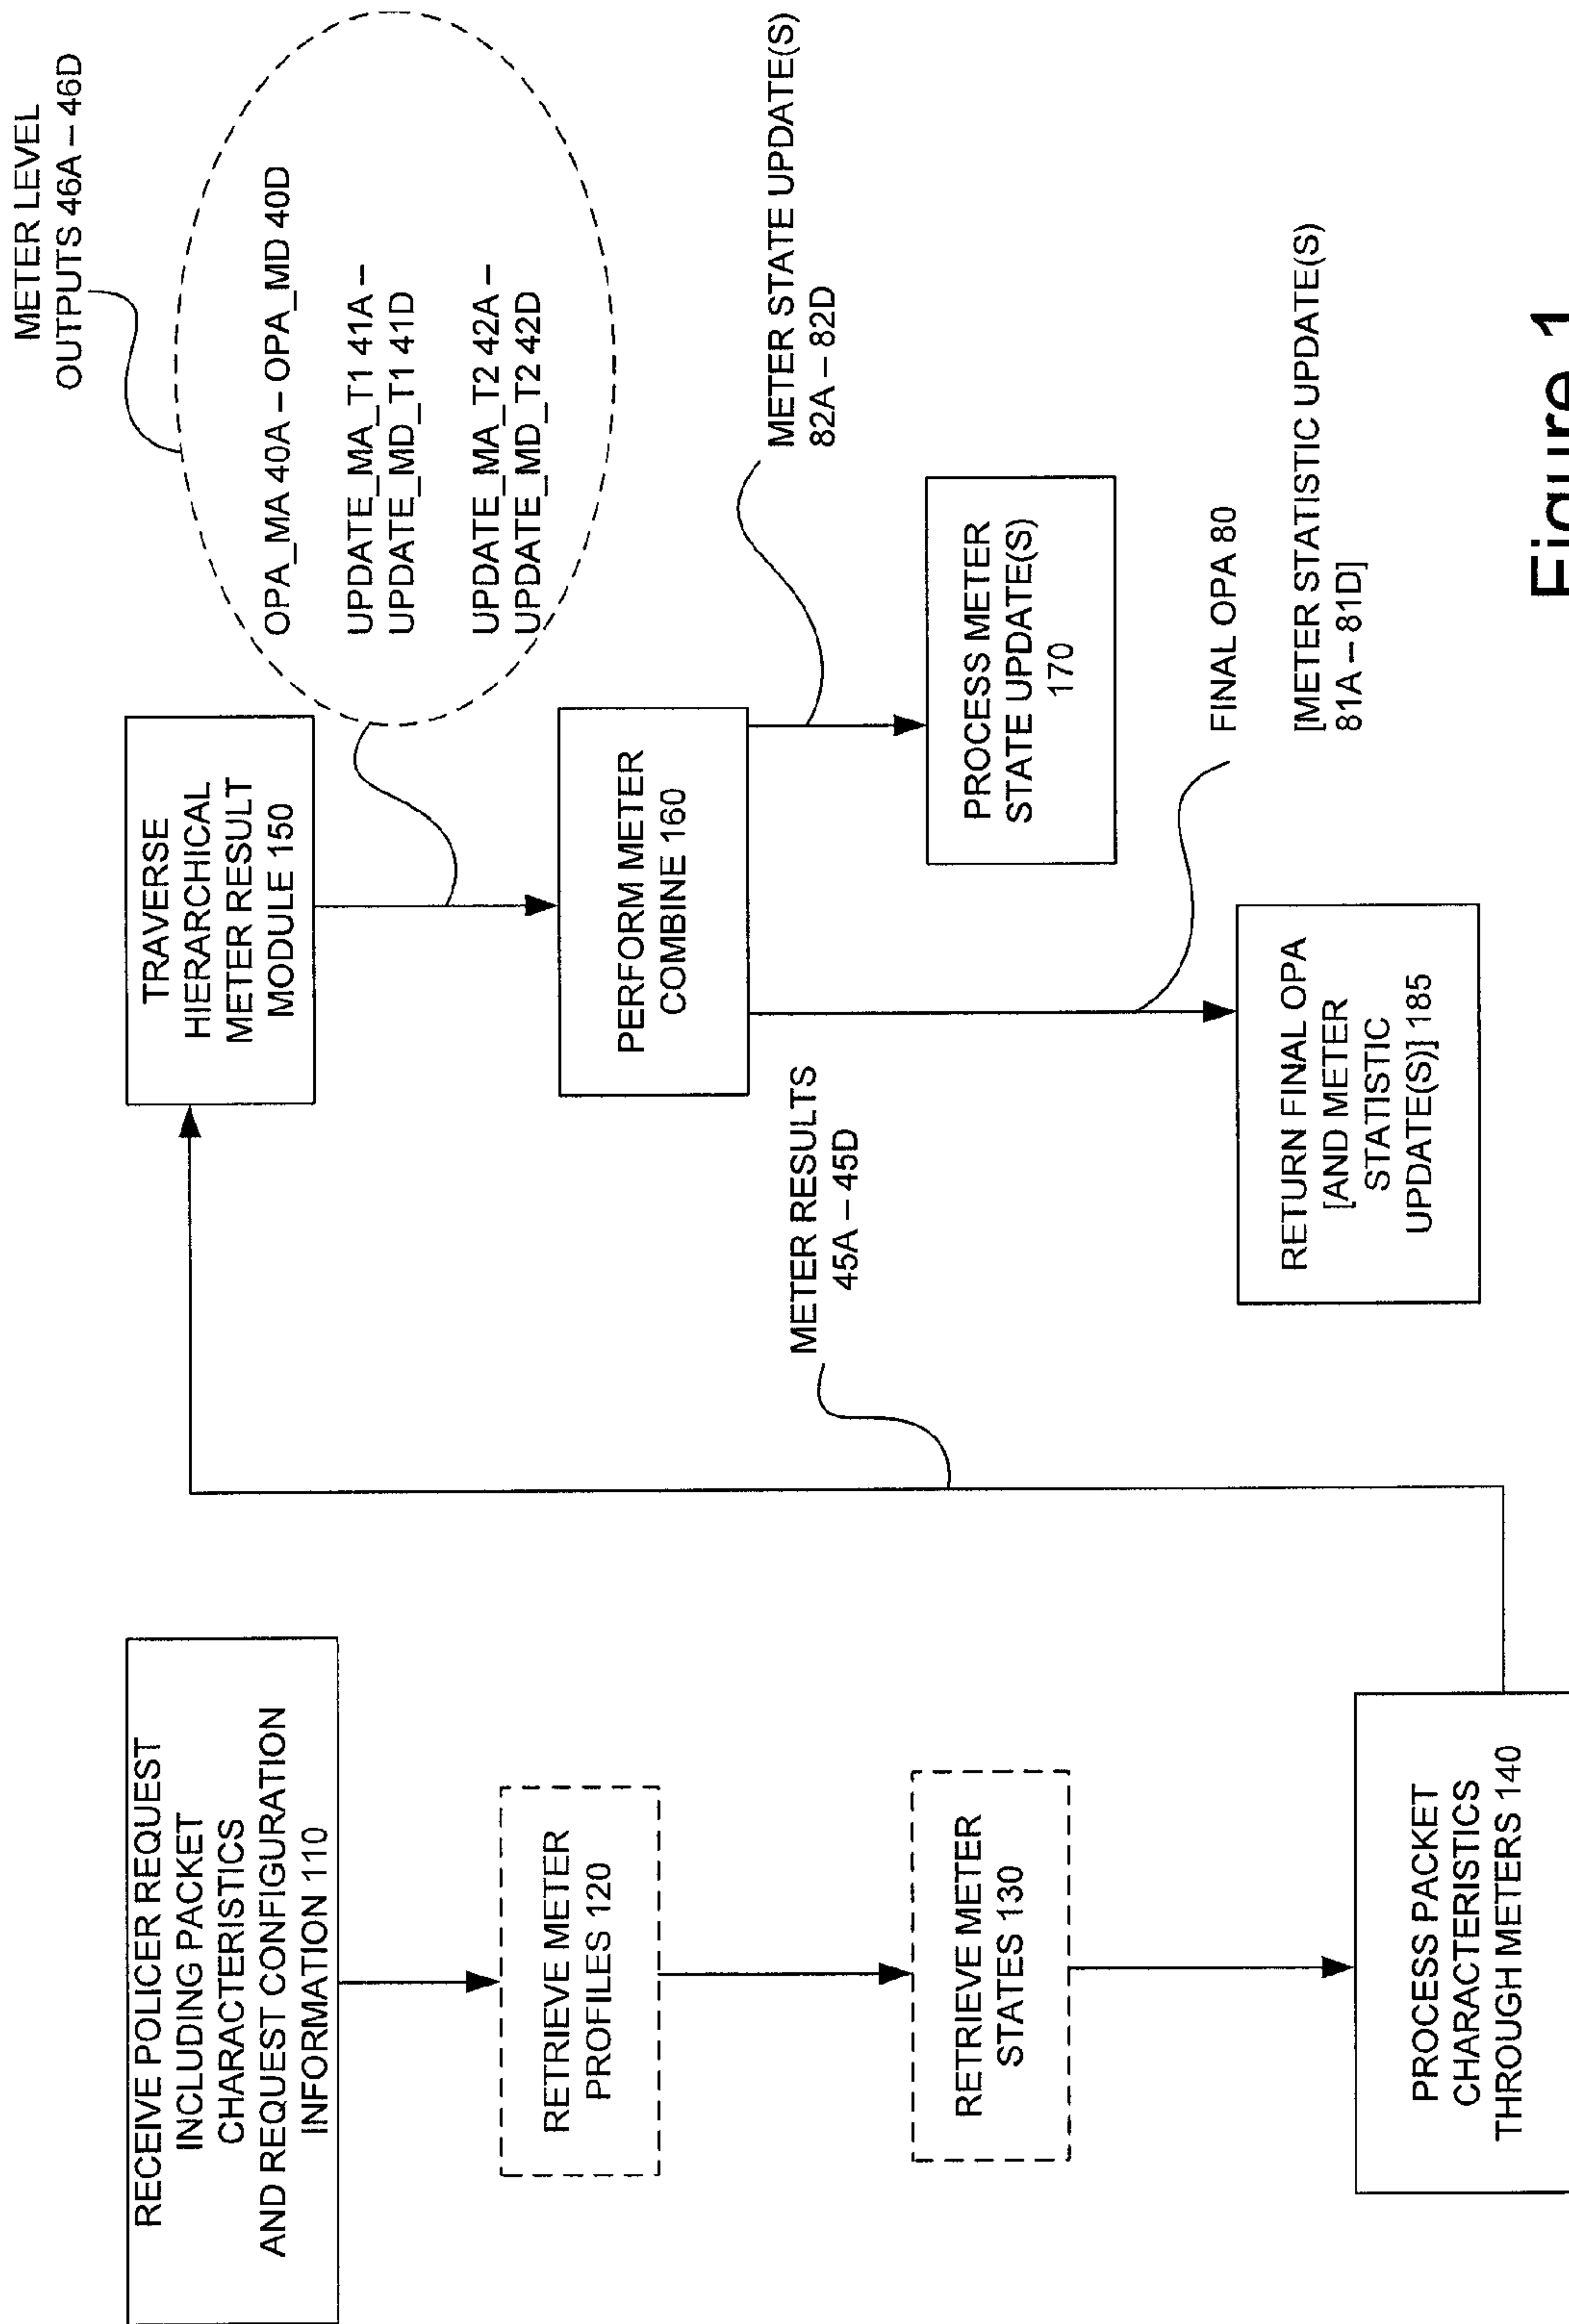 RECEIVE POLICER REQUEST
INCLUDING PACKET
CHARACTERISTICS
AND REQUEST CONFIGURATION
INFORMATION 110
RETRIEVE METER
PROFILES 120
RETRIEVE METER
STATES 130
PROCESS PACKET
CHARACTERISTICS
THROUGH METERS 140
METER RESULTS
45A – 45D
TRAVERSE
HIERARCHICAL
METER RESULT
MODULE 150
METER LEVEL
OUTPUTS 46A – 46D
OPA_MA 40A – OPA_MD 40D
UPDATE_MA_T1 41A –
UPDATE_MD_T1 41D
UPDATE_MA_T2 42A –
UPDATE_MD_T2 42D
PERFORM METER
COMBINE 160
METER STATE UPDATE(S)
82A – 82D
PROCESS METER
STATE UPDATE(S)
170
FINAL OPA 80
[METER STATISTIC UPDATE(S)
81A – 81D]
RETURN FINAL OPA
[AND METER
STATISTIC
UPDATE(S)] 185
Figure 1